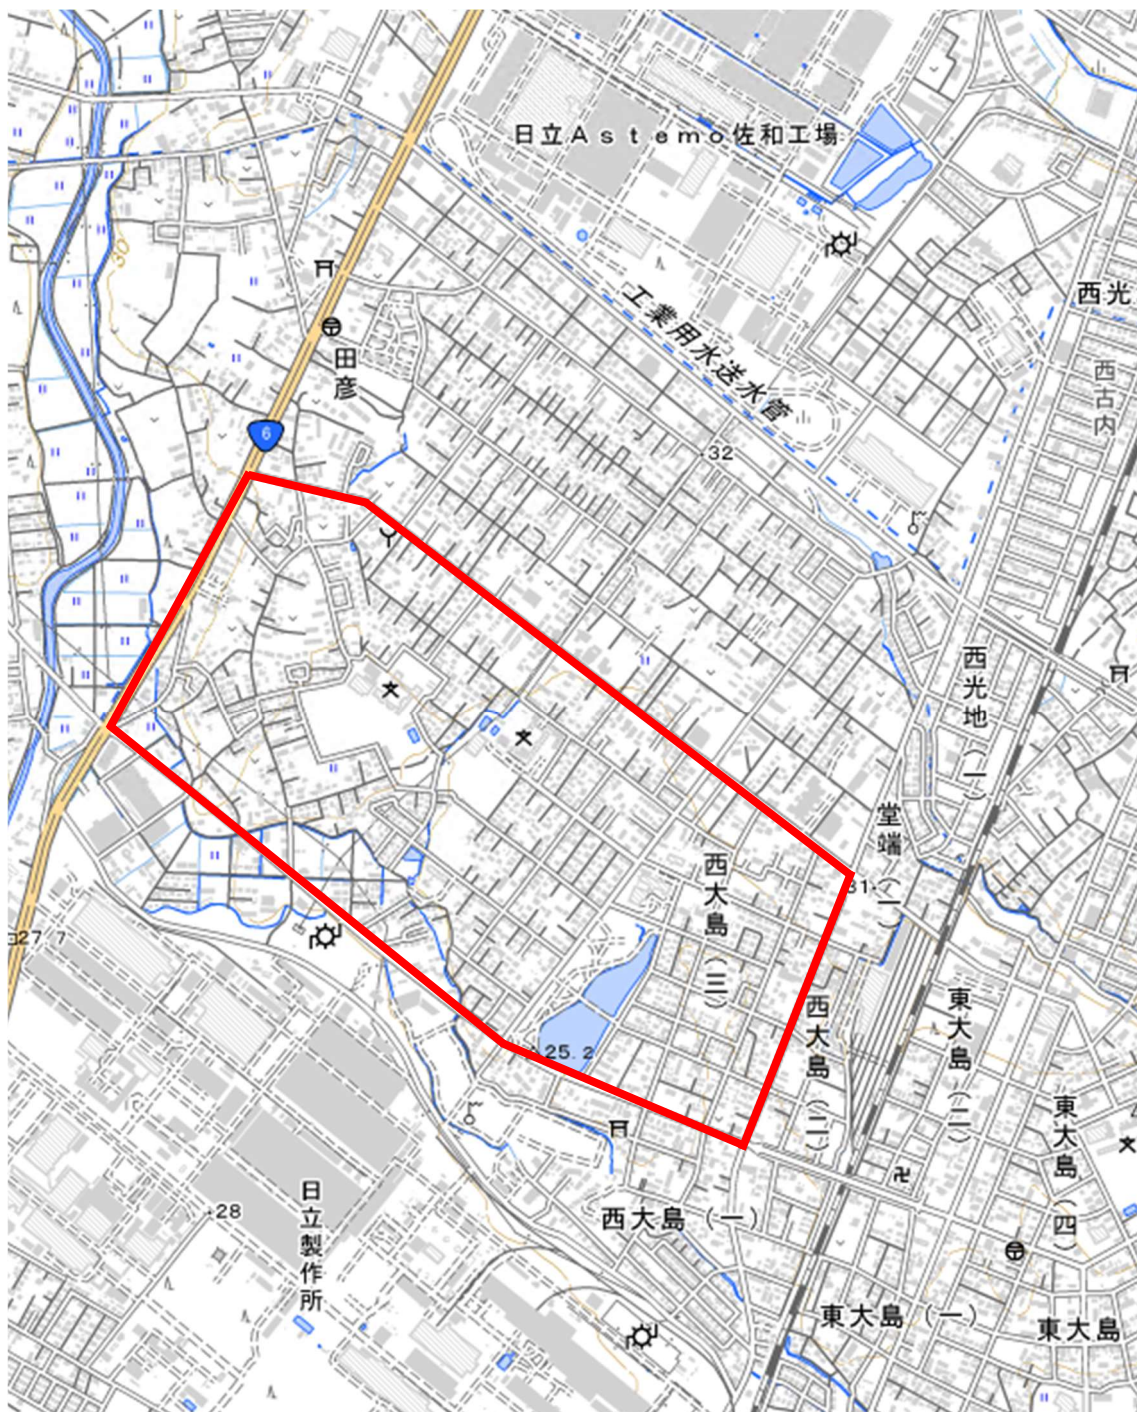 日立Astemo佐和工場
30
西光
工業用水送水管
田彦
西古内
6
32
西光地(一)
堂端(一)
西大島(三)
31
27.7
西大島(二)
東大島(二)
25.2
東大島(四)
28
日立製作所
西大島(一)
東大島(一)
東大島